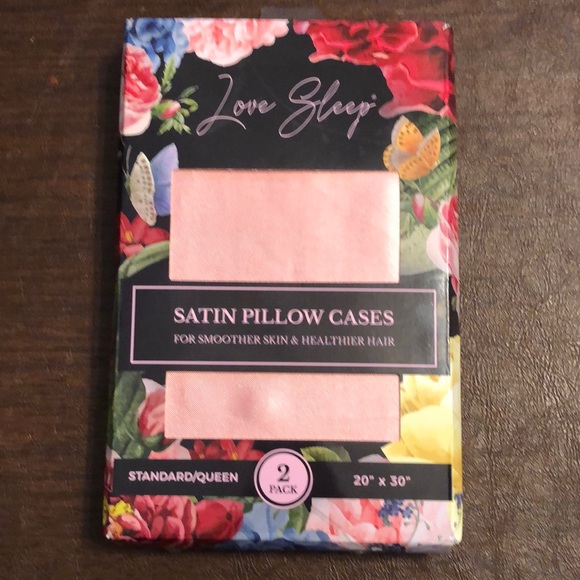 Love Sleep®
SATIN PILLOW CASES
FOR SMOOTHER SKIN & HEALTHIER HAIR
STANDARD/QUEEN
2
PACK
20" x 30"